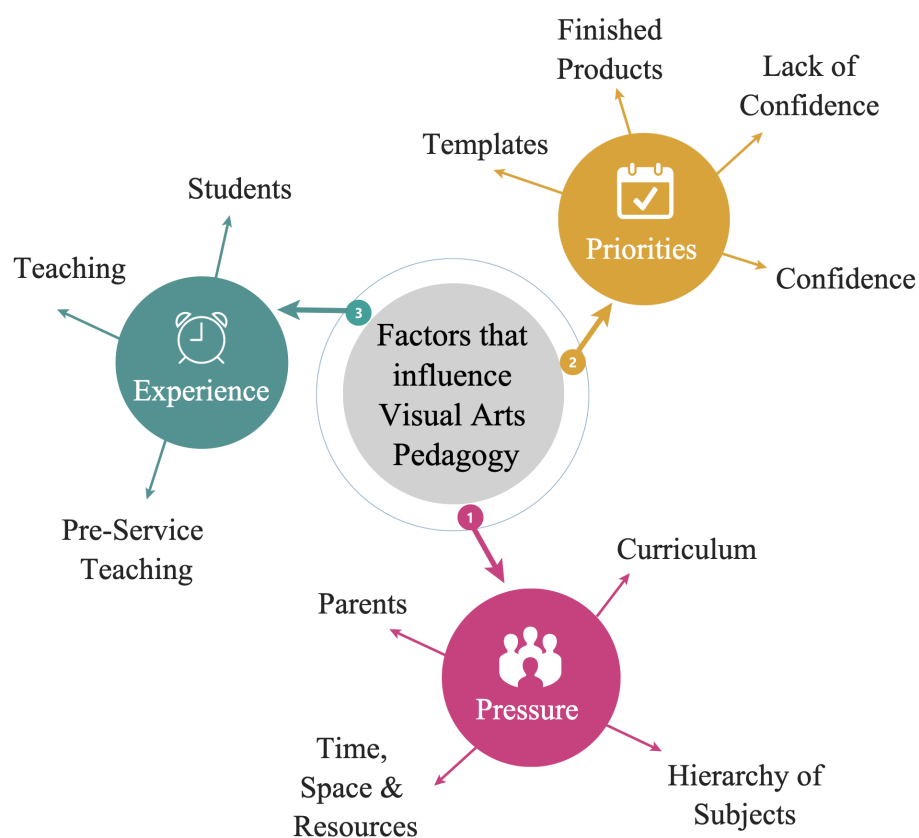 Finished
Products
Lack of
Confidence
Templates
Priorities
Confidence
Students
Teaching
Experience
Pre-Service
Teaching
3
2
1
Factors that
influence
Visual Arts
Pedagogy
Curriculum
Parents
Pressure
Time,
Space &
Resources
Hierarchy of
Subjects